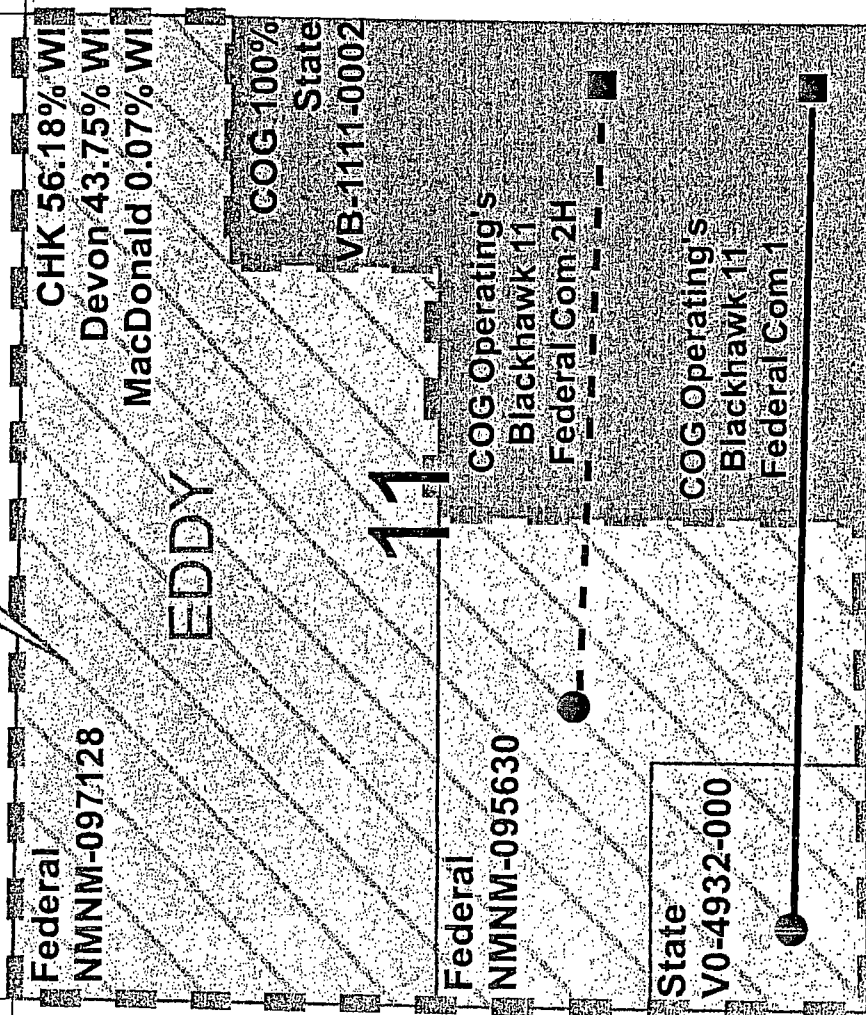 Federal
NMNM-097128
CHK 56.18% WI
Devon 43.75% WI
MacDonald 0.07% WI
EDDY
COG 100%
State
VB-1111-0002
11
Federal
NMNM-095630
COG Operating's
Blackhawk 11
Federal Com 2H
State
V0-4932-000
COG Operating's
Blackhawk 11
Federal Com 1